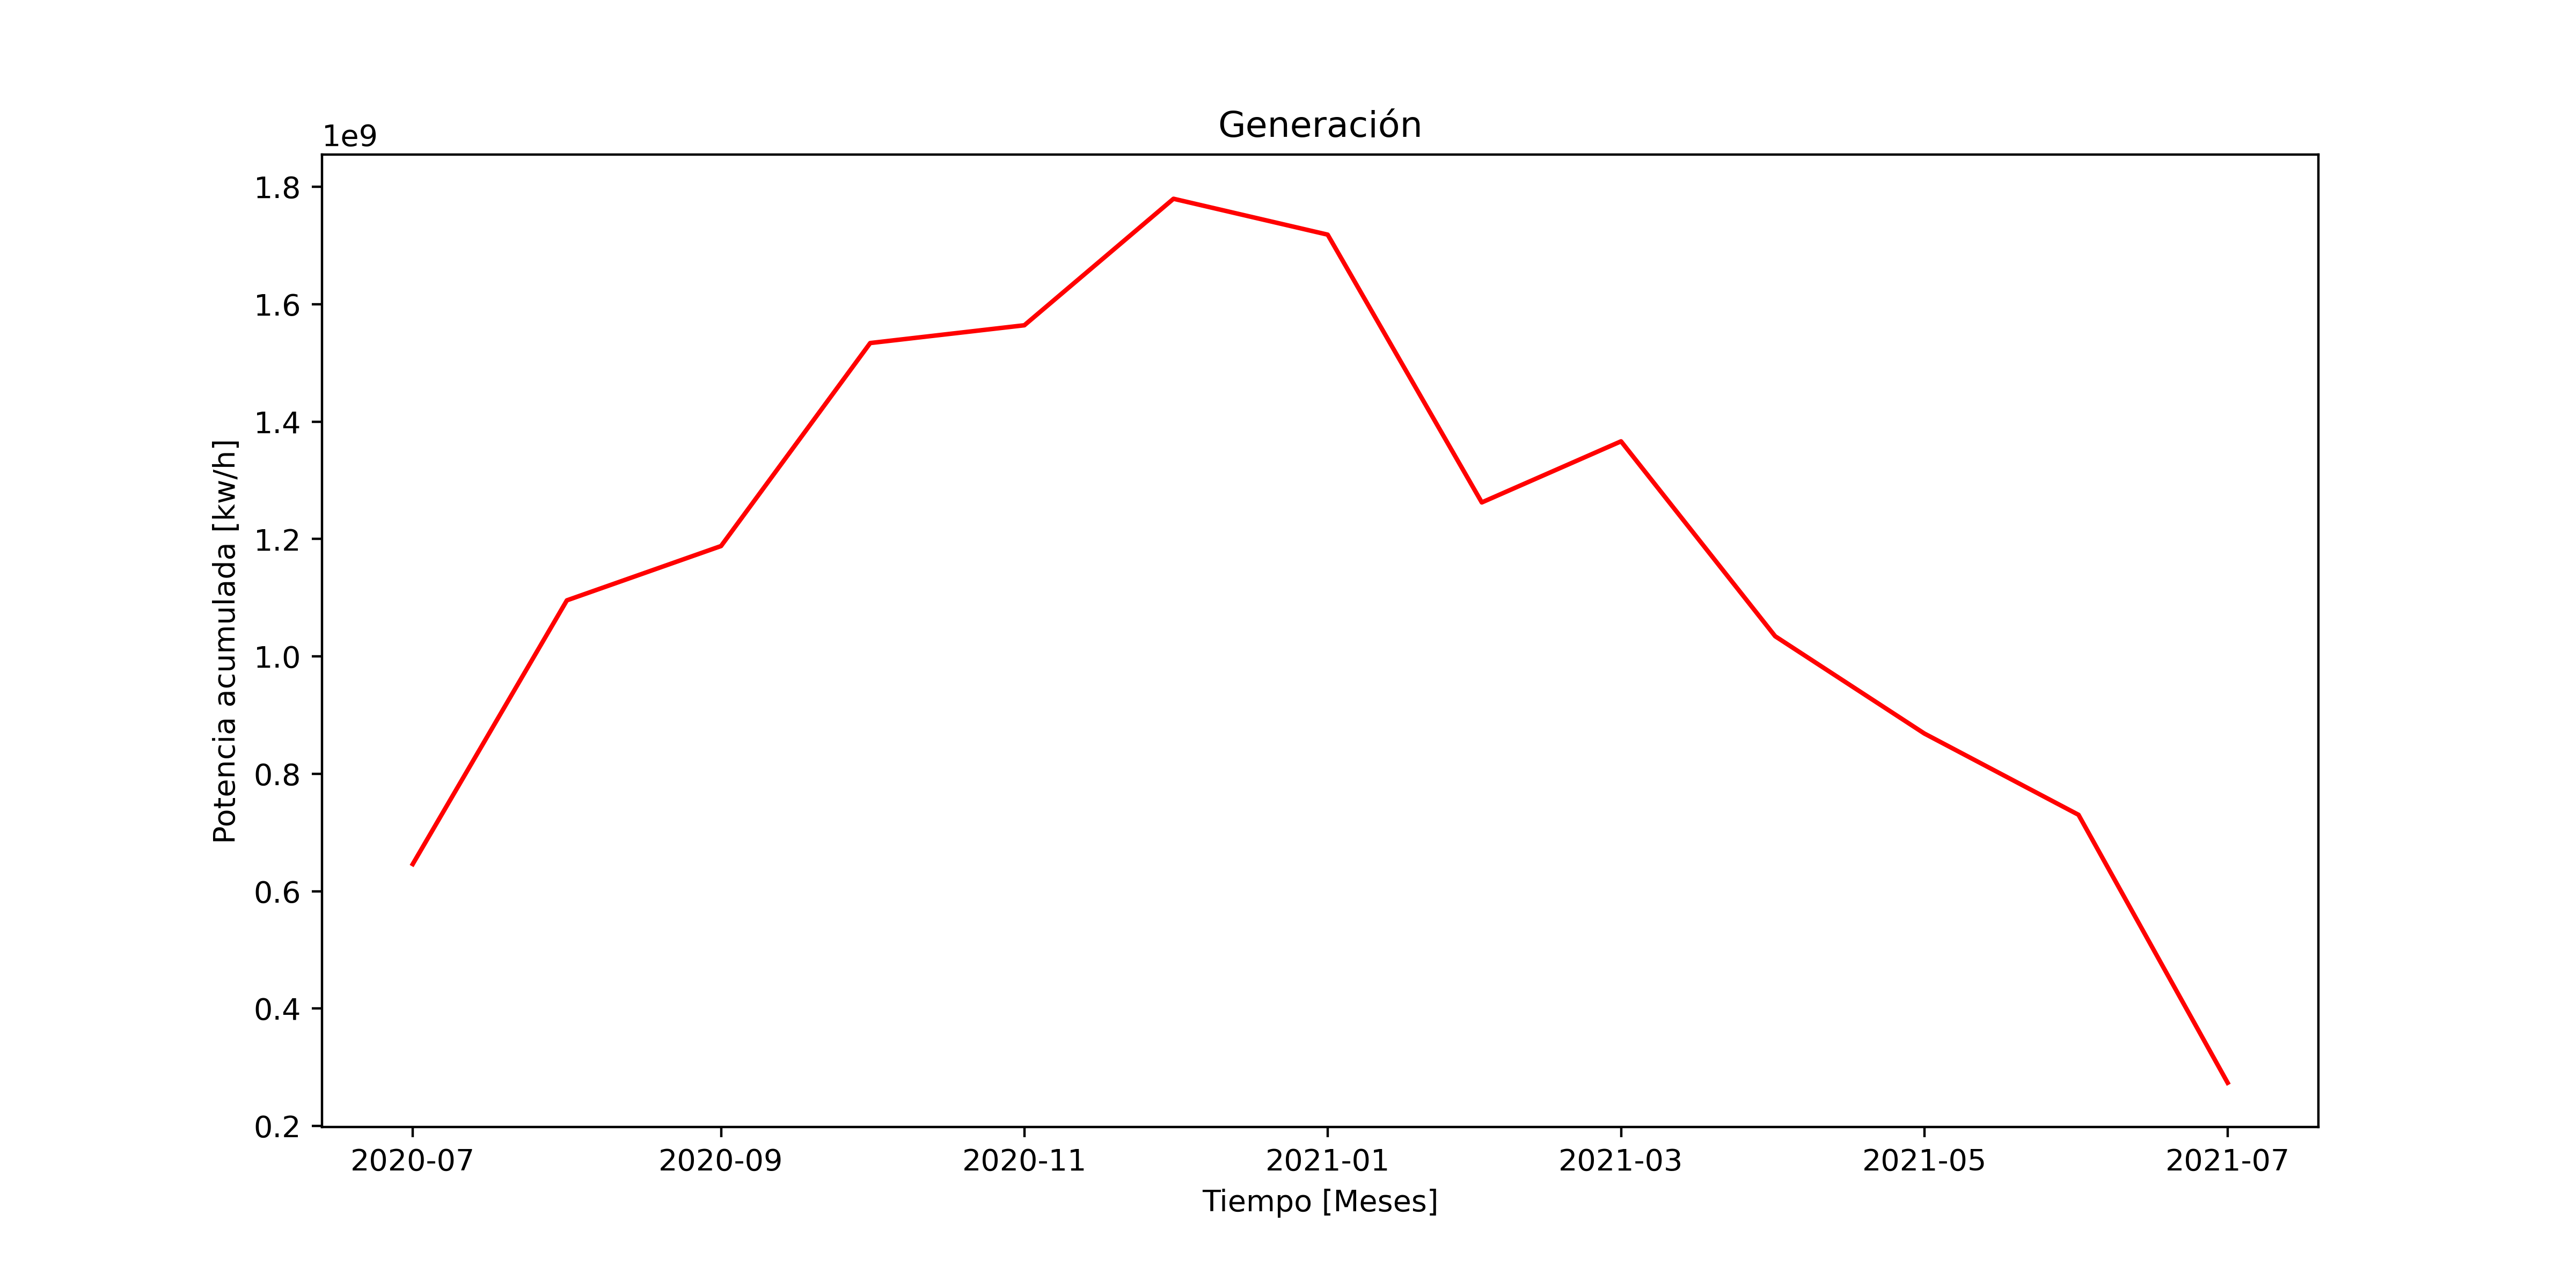 Generación
1e9
1.8
1.6
1.4
1.2
1.0
0.8
0.6
0.4
0.2
Potencia acumulada [kw/h]
2020-07 2020-09 2020-11 2021-01 2021-03 2021-05 2021-07
Tiempo [Meses]